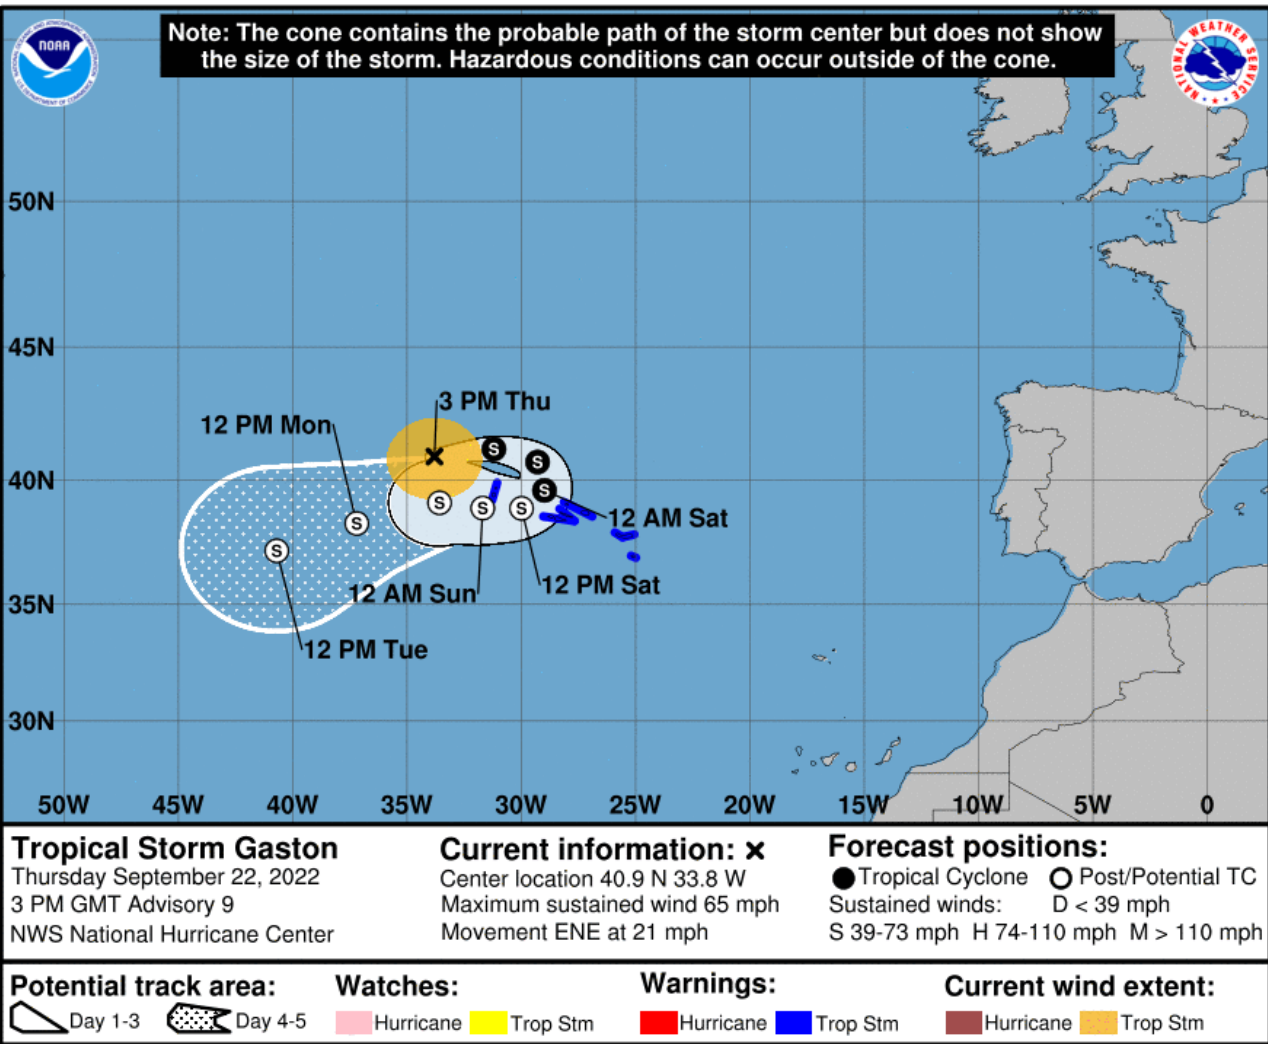 Note: The cone contains the probable path of the storm center but does not show
the size of the storm. Hazardous conditions can occur outside of the cone.
NOAA
NATIONAL WEATHER SERVICE
50N
45N
3 PM Thu
12 PM Mon
S
S
40N
S
S
S
S
12 AM Sat
S
S
12 PM Sat
12 AM Sun
35N
12 PM Tue
30N
50W 45W 40W 35W 30W 25W 20W 15W 10W 5W 0
Tropical Storm Gaston
Thursday September 22, 2022
3 PM GMT Advisory 9
NWS National Hurricane Center
Current information: x
Center location 40.9 N 33.8 W
Maximum sustained wind 65 mph
Movement ENE at 21 mph
Forecast positions:
Tropical Cyclone Post/Potential TC
Sustained winds: D < 39 mph
S 39-73 mph H 74-110 mph M > 110 mph
Potential track area:
Day 1-3 Day 4-5
Watches:
Hurricane Trop Stm
Warnings:
Hurricane Trop Stm
Current wind extent:
Hurricane Trop Stm